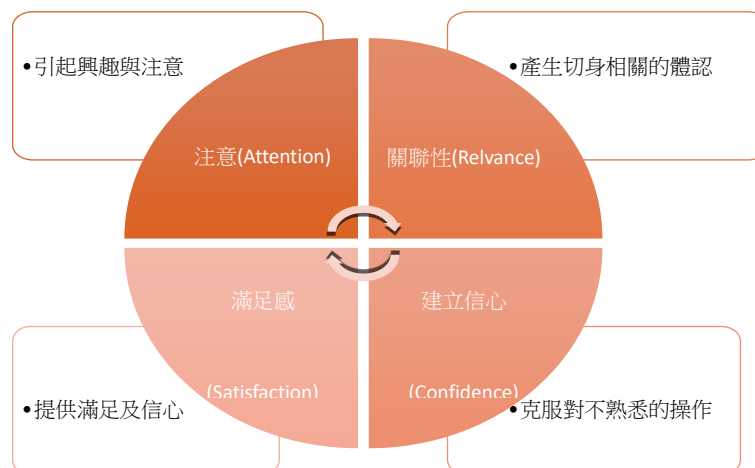 •引起興趣與注意
•產生切身相關的體認
注意(Attention)
關聯性(Relvance)
滿足感
(Satisfaction)
建立信心
(Confidence)
•提供滿足及信心
•克服對不熟悉的操作